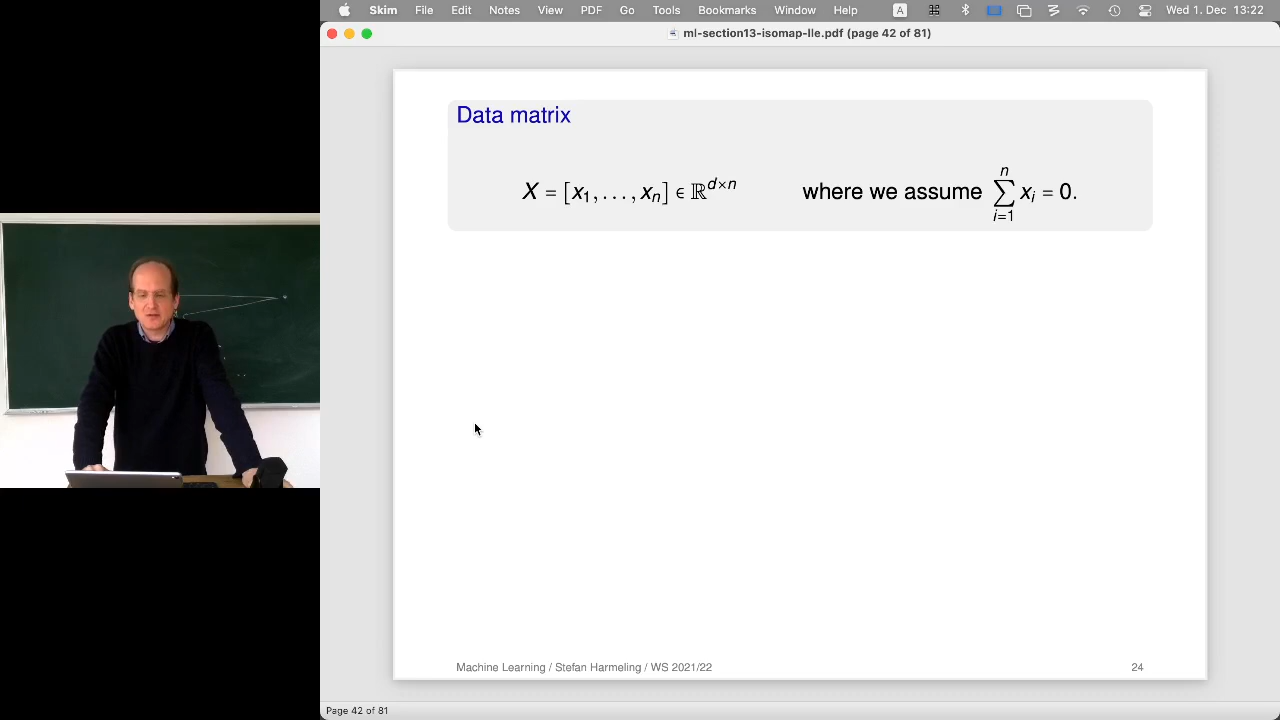 Skim File Edit Notes View PDF Go Tools Bookmarks Window Help A Wed 1. Dec 13:22
ml-section13-isomap-lle.pdf (page 42 of 81)
Data matrix
X = [x₁, . . . , xₙ] ∈ ℝᵈˣⁿ where we assume ∑ⁿᵢ₌₁ xᵢ = 0.
Machine Learning / Stefan Harmeling / WS 2021/22 24
Page 42 of 81